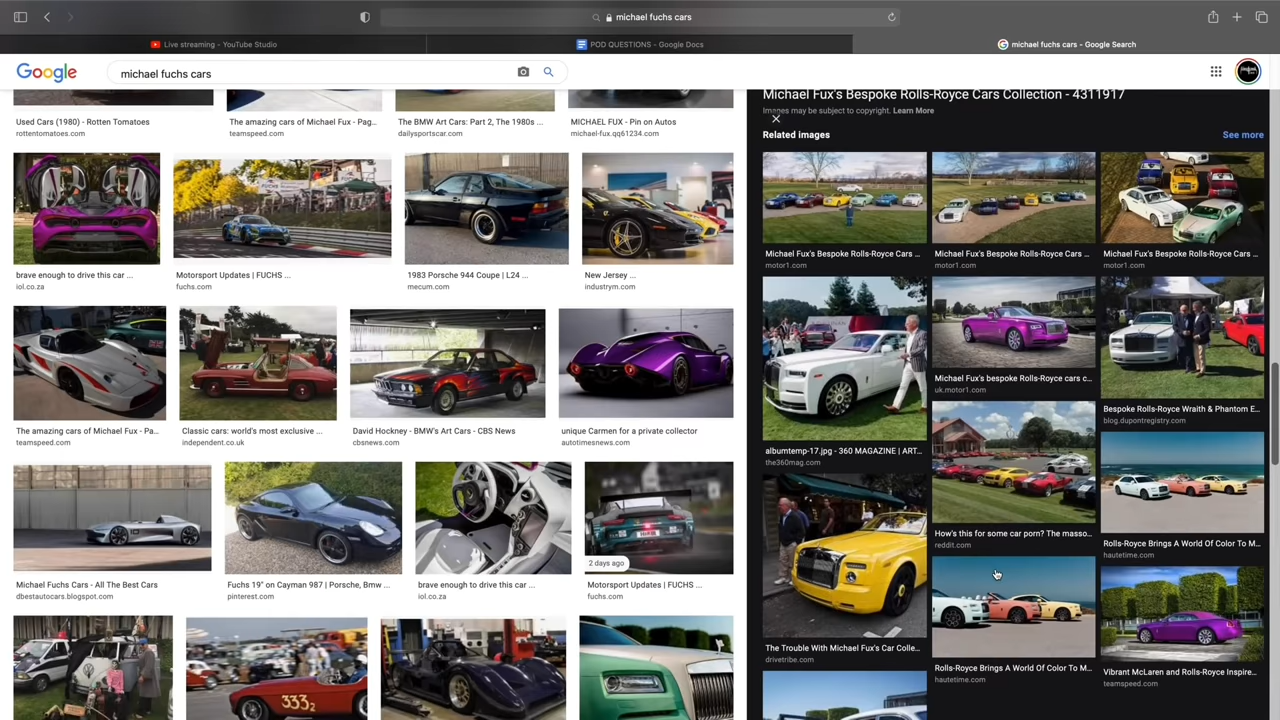 michael fuchs cars
Live streaming - YouTube Studio
POD QUESTIONS - Google Docs
michael fuchs cars - Google Search
Google
michael fuchs cars
Used Cars (1980) - Rotten Tomatoes
rottentomatoes.com
The amazing cars of Michael Fux - Pag...
teamspeed.com
The BMW Art Cars: Part 2, The 1980s ...
dailysportscar.com
MICHAEL FUX - Pin on Autos
michael-fux.qq61234.com
brave enough to drive this car ...
iol.co.za
Motorsport Updates | FUCHS ...
fuchs.com
1983 Porsche 944 Coupe | L24 ...
mecum.com
New Jersey ...
industrym.com
The amazing cars of Michael Fux - Pa...
teamspeed.com
Classic cars: world's most exclusive ...
independent.co.uk
David Hockney - BMW's Art Cars - CBS News
cbsnews.com
unique Carmen for a private collector
autotimesnews.com
Michael Fuchs Cars - All The Best Cars
dbestautocars.blogspot.com
Fuchs 19" on Cayman 987 | Porsche, Bmw ...
pinterest.com
brave enough to drive this car ...
iol.co.za
2 days ago
Motorsport Updates | FUCHS ...
fuchs.com
333
Michael Fux's Bespoke Rolls-Royce Cars Collection - 4311917
Images may be subject to copyright. Learn More
Related images
See more
Michael Fux's Bespoke Rolls-Royce Cars ...
motor1.com
Michael Fux's Bespoke Rolls-Royce Cars ...
motor1.com
Michael Fux's Bespoke Rolls-Royce Cars ...
motor1.com
albumtemp-17.jpg - 360 MAGAZINE | ART...
the360mag.com
Michael Fux's bespoke Rolls-Royce cars c...
uk.motor1.com
Bespoke Rolls-Royce Wraith & Phantom E...
blog.dupontregistry.com
How's this for some car porn? The masso...
reddit.com
Rolls-Royce Brings A World Of Color To M...
hautetime.com
The Trouble With Michael Fux's Car Colle...
drivetribe.com
Rolls-Royce Brings A World Of Color To M...
hautetime.com
Vibrant McLaren and Rolls-Royce Inspire...
teamspeed.com